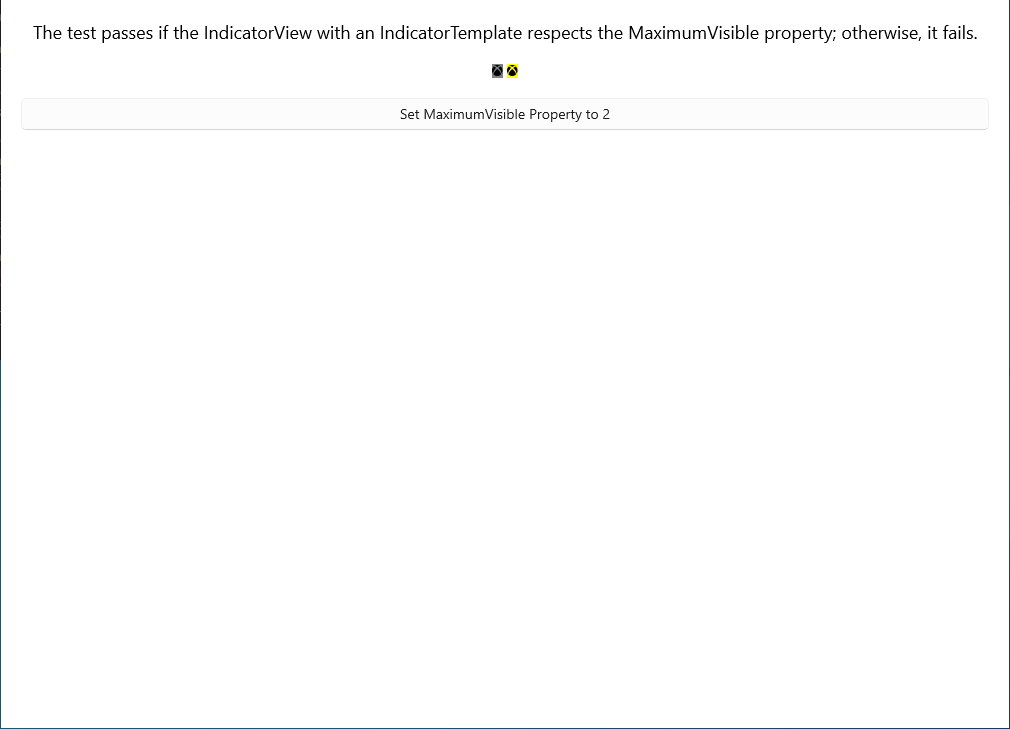 The test passes if the IndicatorView with an IndicatorTemplate respects the MaximumVisible property; otherwise, it fails.
Set MaximumVisible Property to 2